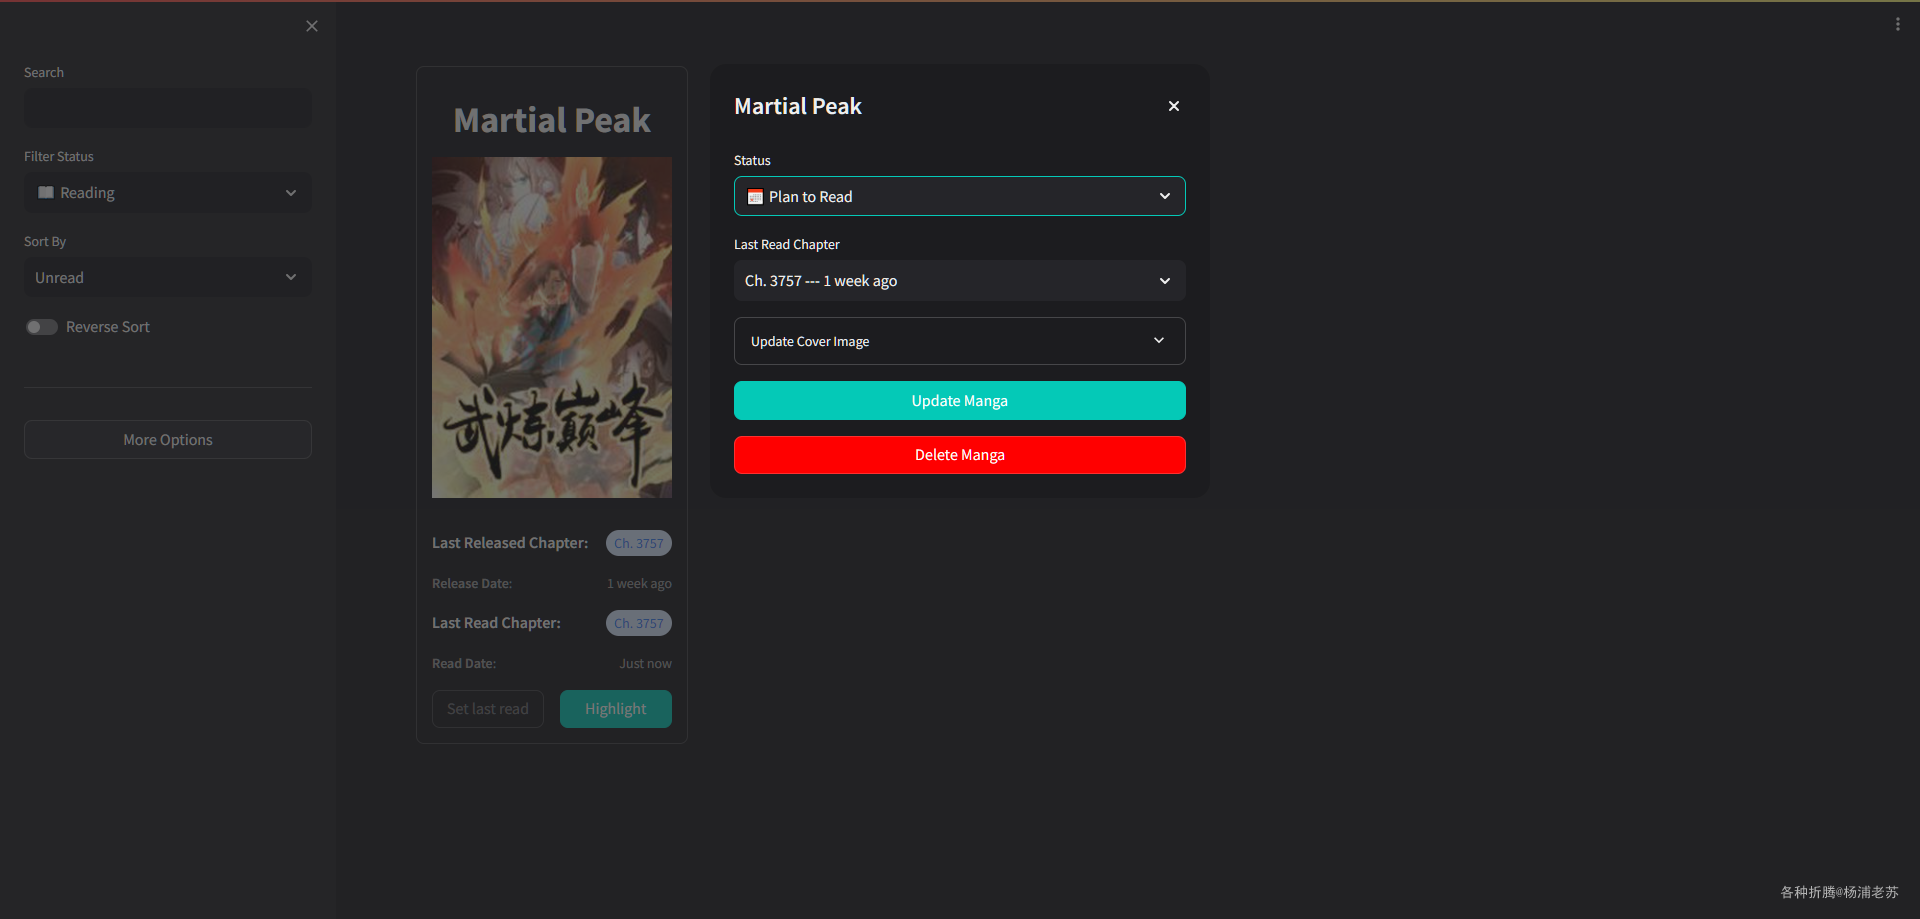 Search
Filter Status
Reading
Sort By
Unread
Reverse Sort
More Options
Martial Peak
武炼巅峰
Last Released Chapter: Ch. 3757
Release Date: 1 week ago
Last Read Chapter: Ch. 3757
Read Date: Just now
Set last read Highlight
Martial Peak
Status
Plan to Read
Last Read Chapter
Ch. 3757 --- 1 week ago
Update Cover Image
Update Manga
Delete Manga
各种折腾@杨浦老苏